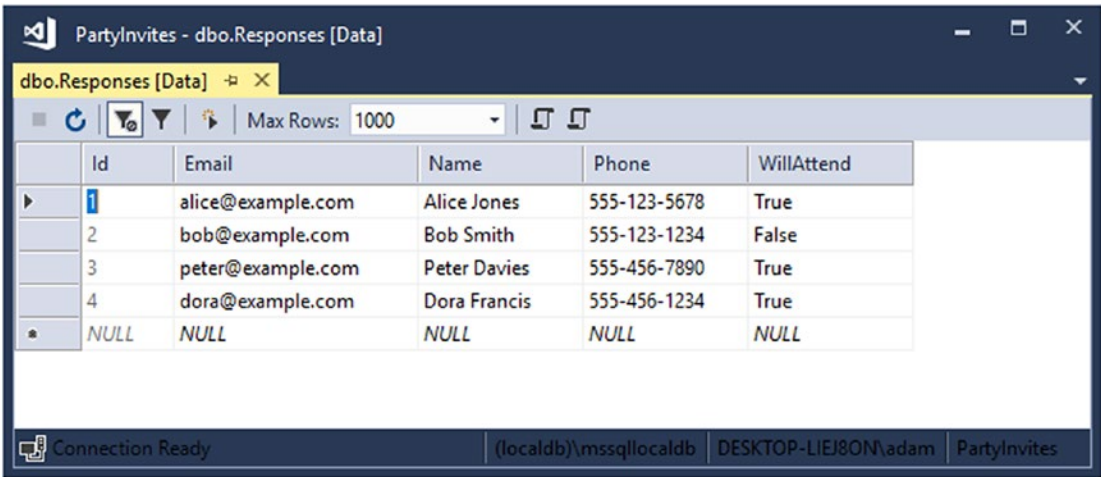 PartyInvites - dbo.Responses [Data]
dbo.Responses [Data]
Max Rows: 1000
Id Email Name Phone WillAttend
1 alice@example.com Alice Jones 555-123-5678 True
2 bob@example.com Bob Smith 555-123-1234 False
3 peter@example.com Peter Davies 555-456-7890 True
4 dora@example.com Dora Francis 555-456-1234 True
NULL NULL NULL NULL NULL
Connection Ready (localdb)\mssqllocaldb DESKTOP-LIEJ8ON\adam PartyInvites